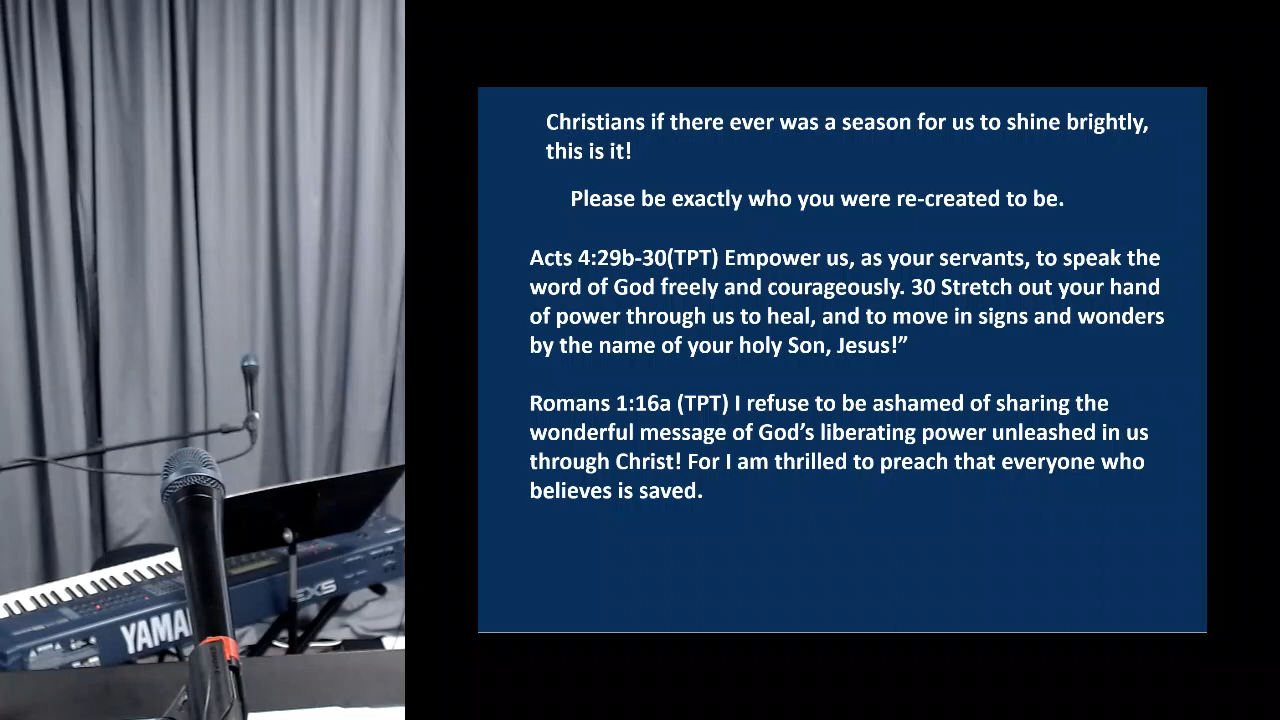 Christians if there ever was a season for us to shine brightly,
this is it!
Please be exactly who you were re-created to be.
Acts 4:29b-30(TPT) Empower us, as your servants, to speak the
word of God freely and courageously. 30 Stretch out your hand
of power through us to heal, and to move in signs and wonders
by the name of your holy Son, Jesus!”
Romans 1:16a (TPT) I refuse to be ashamed of sharing the
wonderful message of God’s liberating power unleashed in us
through Christ! For I am thrilled to preach that everyone who
believes is saved.
EX5
YAMA